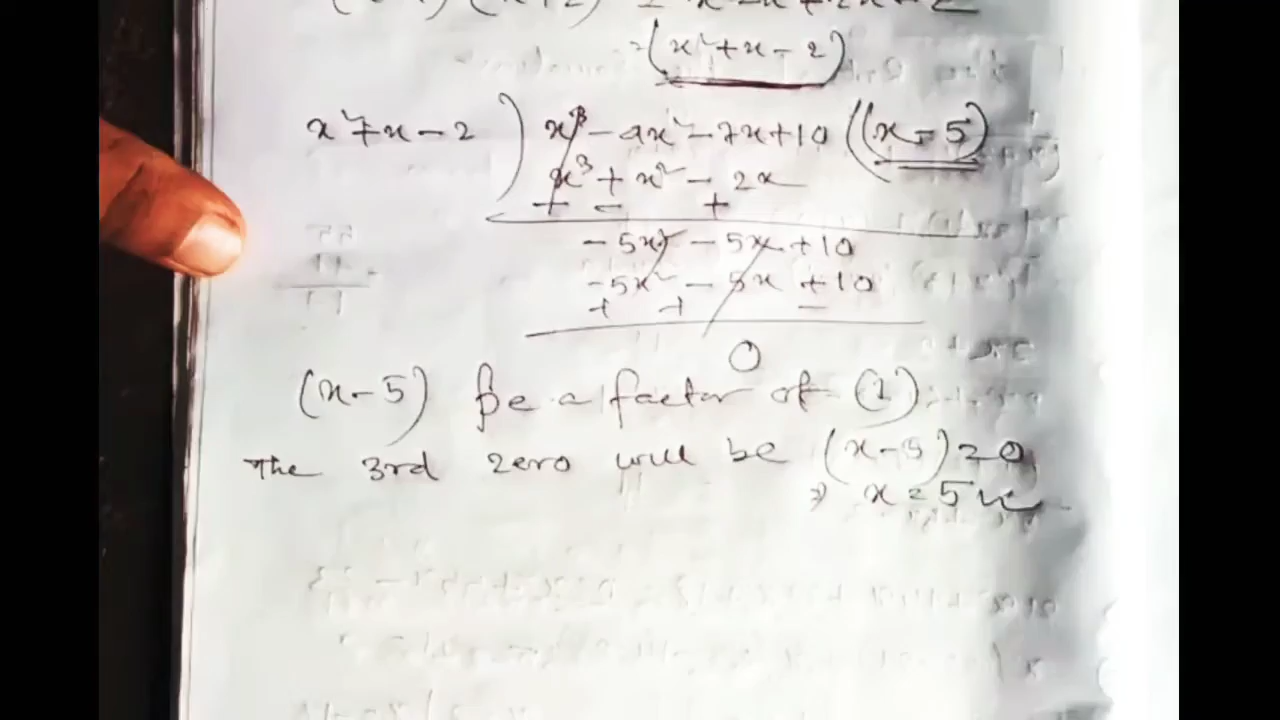 = (x² + x - 2)
x² + x - 2 ) x³ - 4x² - 7x + 10 ( (x - 5)
x³ + x² - 2x
+ - +
- 5x² - 5x + 10
- 5x² - 5x + 10
+ + -
0
(x - 5) be a factor of (1)
The 3rd zero will be (x - 5) = 0
⇒ x = 5